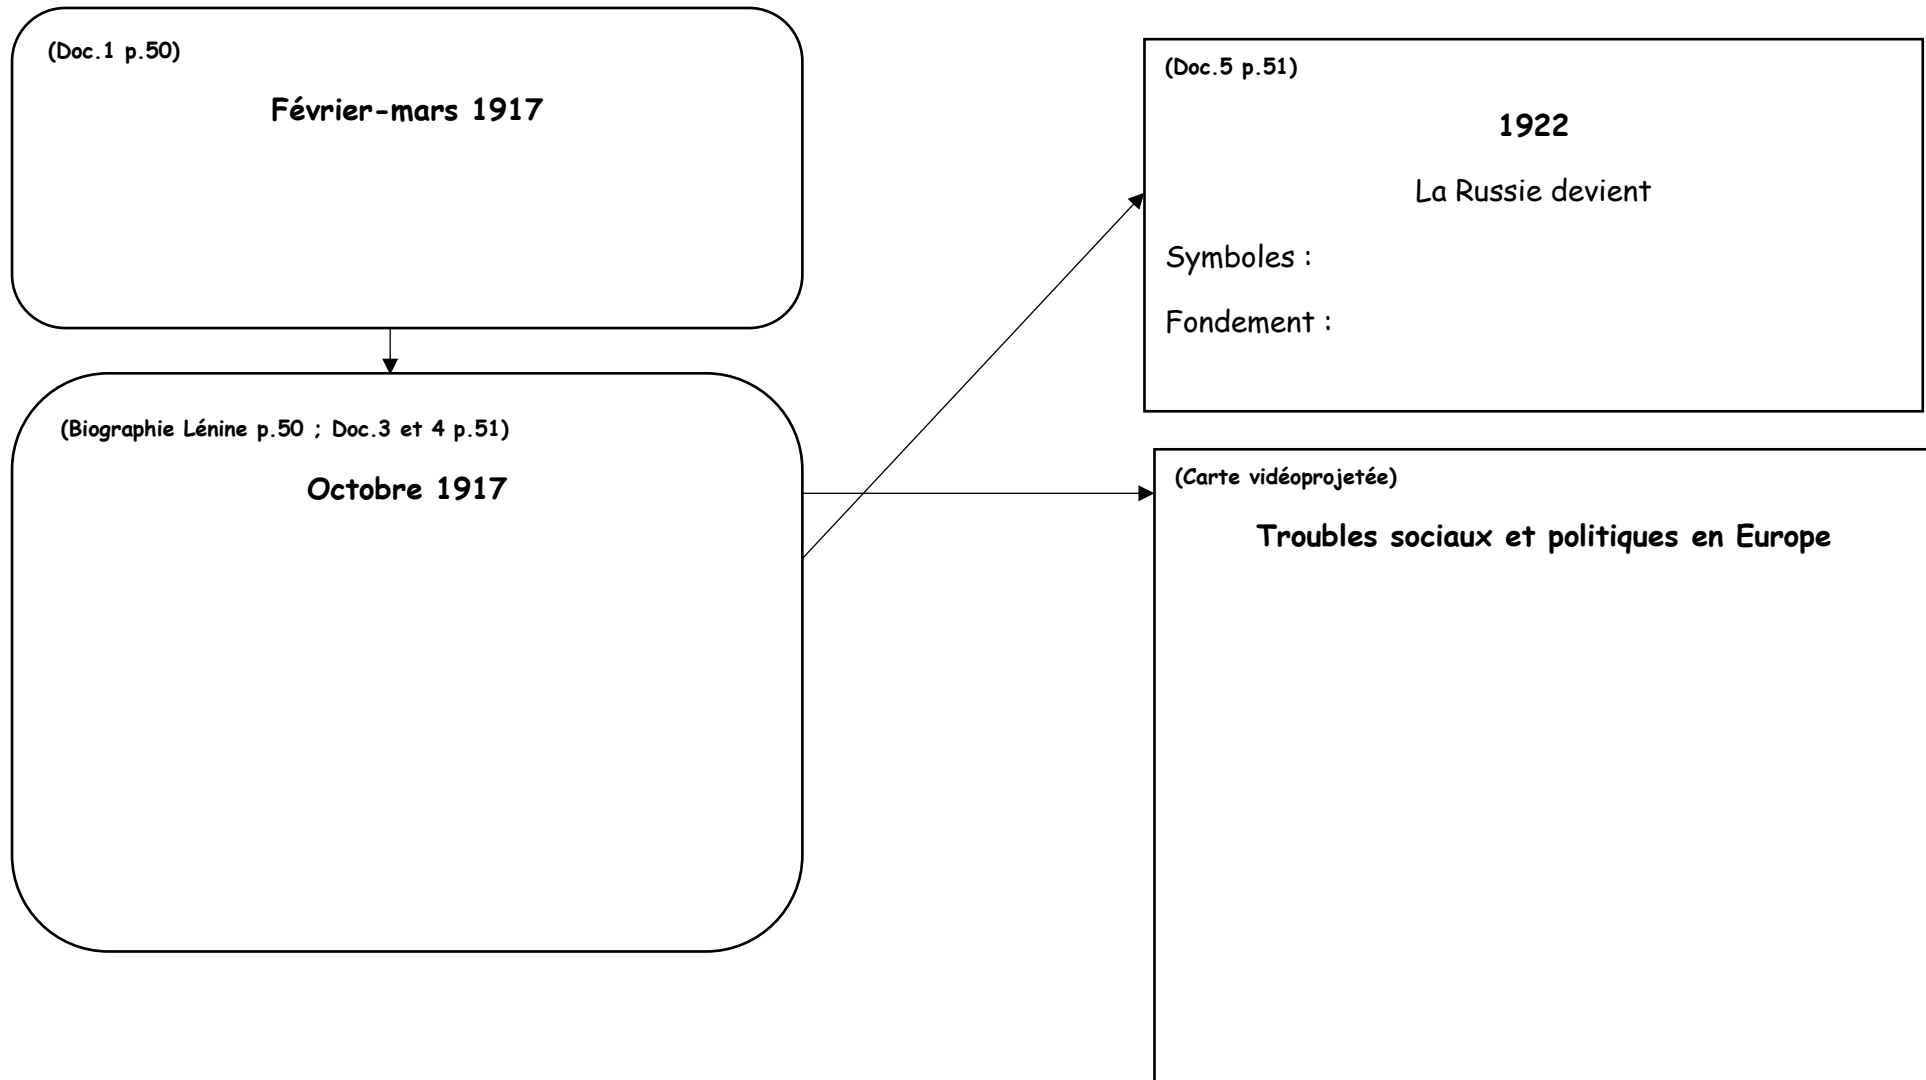 (Doc.1 p.50)
Février-mars 1917
(Biographie Lénine p.50 ; Doc.3 et 4 p.51)
Octobre 1917
(Doc.5 p.51)
1922
La Russie devient
Symboles :
Fondement :
(Carte vidéoprojetée)
Troubles sociaux et politiques en Europe